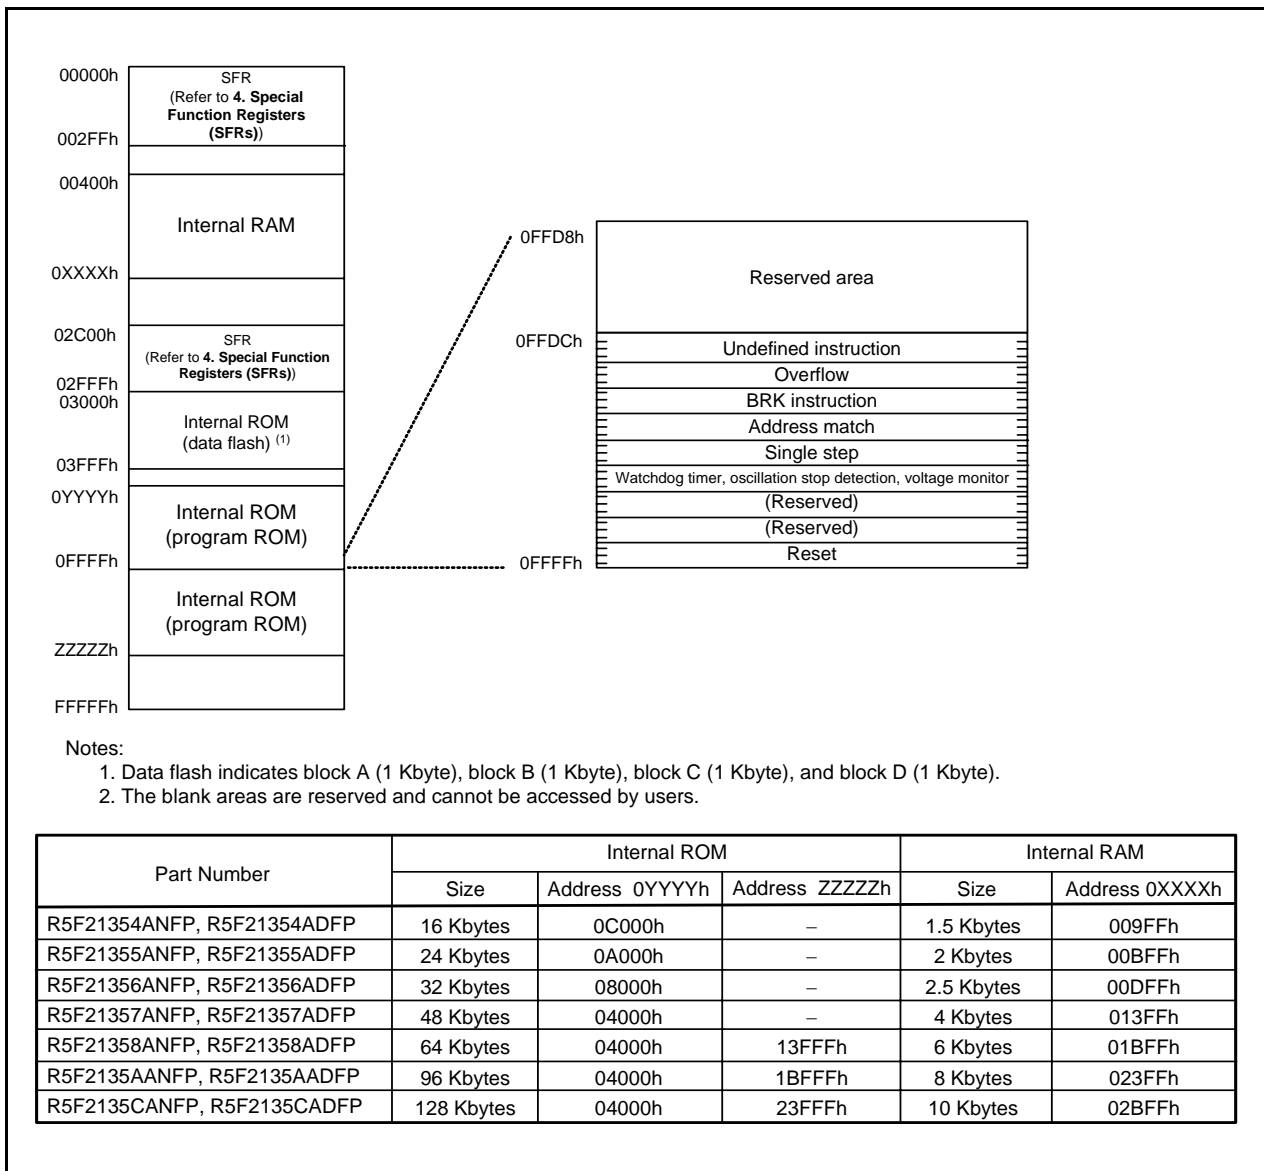 00000h
SFR
(Refer to 4. Special
Function Registers
(SFRs))
002FFh
00400h
Internal RAM
0XXXXh
02C00h
SFR
(Refer to 4. Special Function
Registers (SFRs))
02FFFh
03000h
Internal ROM
(data flash) (1)
03FFFh
0YYYYh
Internal ROM
(program ROM)
0FFFFh
Internal ROM
(program ROM)
ZZZZZh
FFFFFh
0FFD8h
Reserved area
0FFDCh
Undefined instruction
Overflow
BRK instruction
Address match
Single step
Watchdog timer, oscillation stop detection, voltage monitor
(Reserved)
(Reserved)
Reset
0FFFFh
Notes:
1. Data flash indicates block A (1 Kbyte), block B (1 Kbyte), block C (1 Kbyte), and block D (1 Kbyte).
2. The blank areas are reserved and cannot be accessed by users.
Part Number Internal ROM Internal RAM
Size Address 0YYYYh Address ZZZZZh Size Address 0XXXXh
R5F21354ANFP, R5F21354ADFP 16 Kbytes 0C000h – 1.5 Kbytes 009FFh
R5F21355ANFP, R5F21355ADFP 24 Kbytes 0A000h – 2 Kbytes 00BFFh
R5F21356ANFP, R5F21356ADFP 32 Kbytes 08000h – 2.5 Kbytes 00DFFh
R5F21357ANFP, R5F21357ADFP 48 Kbytes 04000h – 4 Kbytes 013FFh
R5F21358ANFP, R5F21358ADFP 64 Kbytes 04000h 13FFFh 6 Kbytes 01BFFh
R5F2135AANFP, R5F2135AADFP 96 Kbytes 04000h 1BFFFh 8 Kbytes 023FFh
R5F2135CANFP, R5F2135CADFP 128 Kbytes 04000h 23FFFh 10 Kbytes 02BFFh